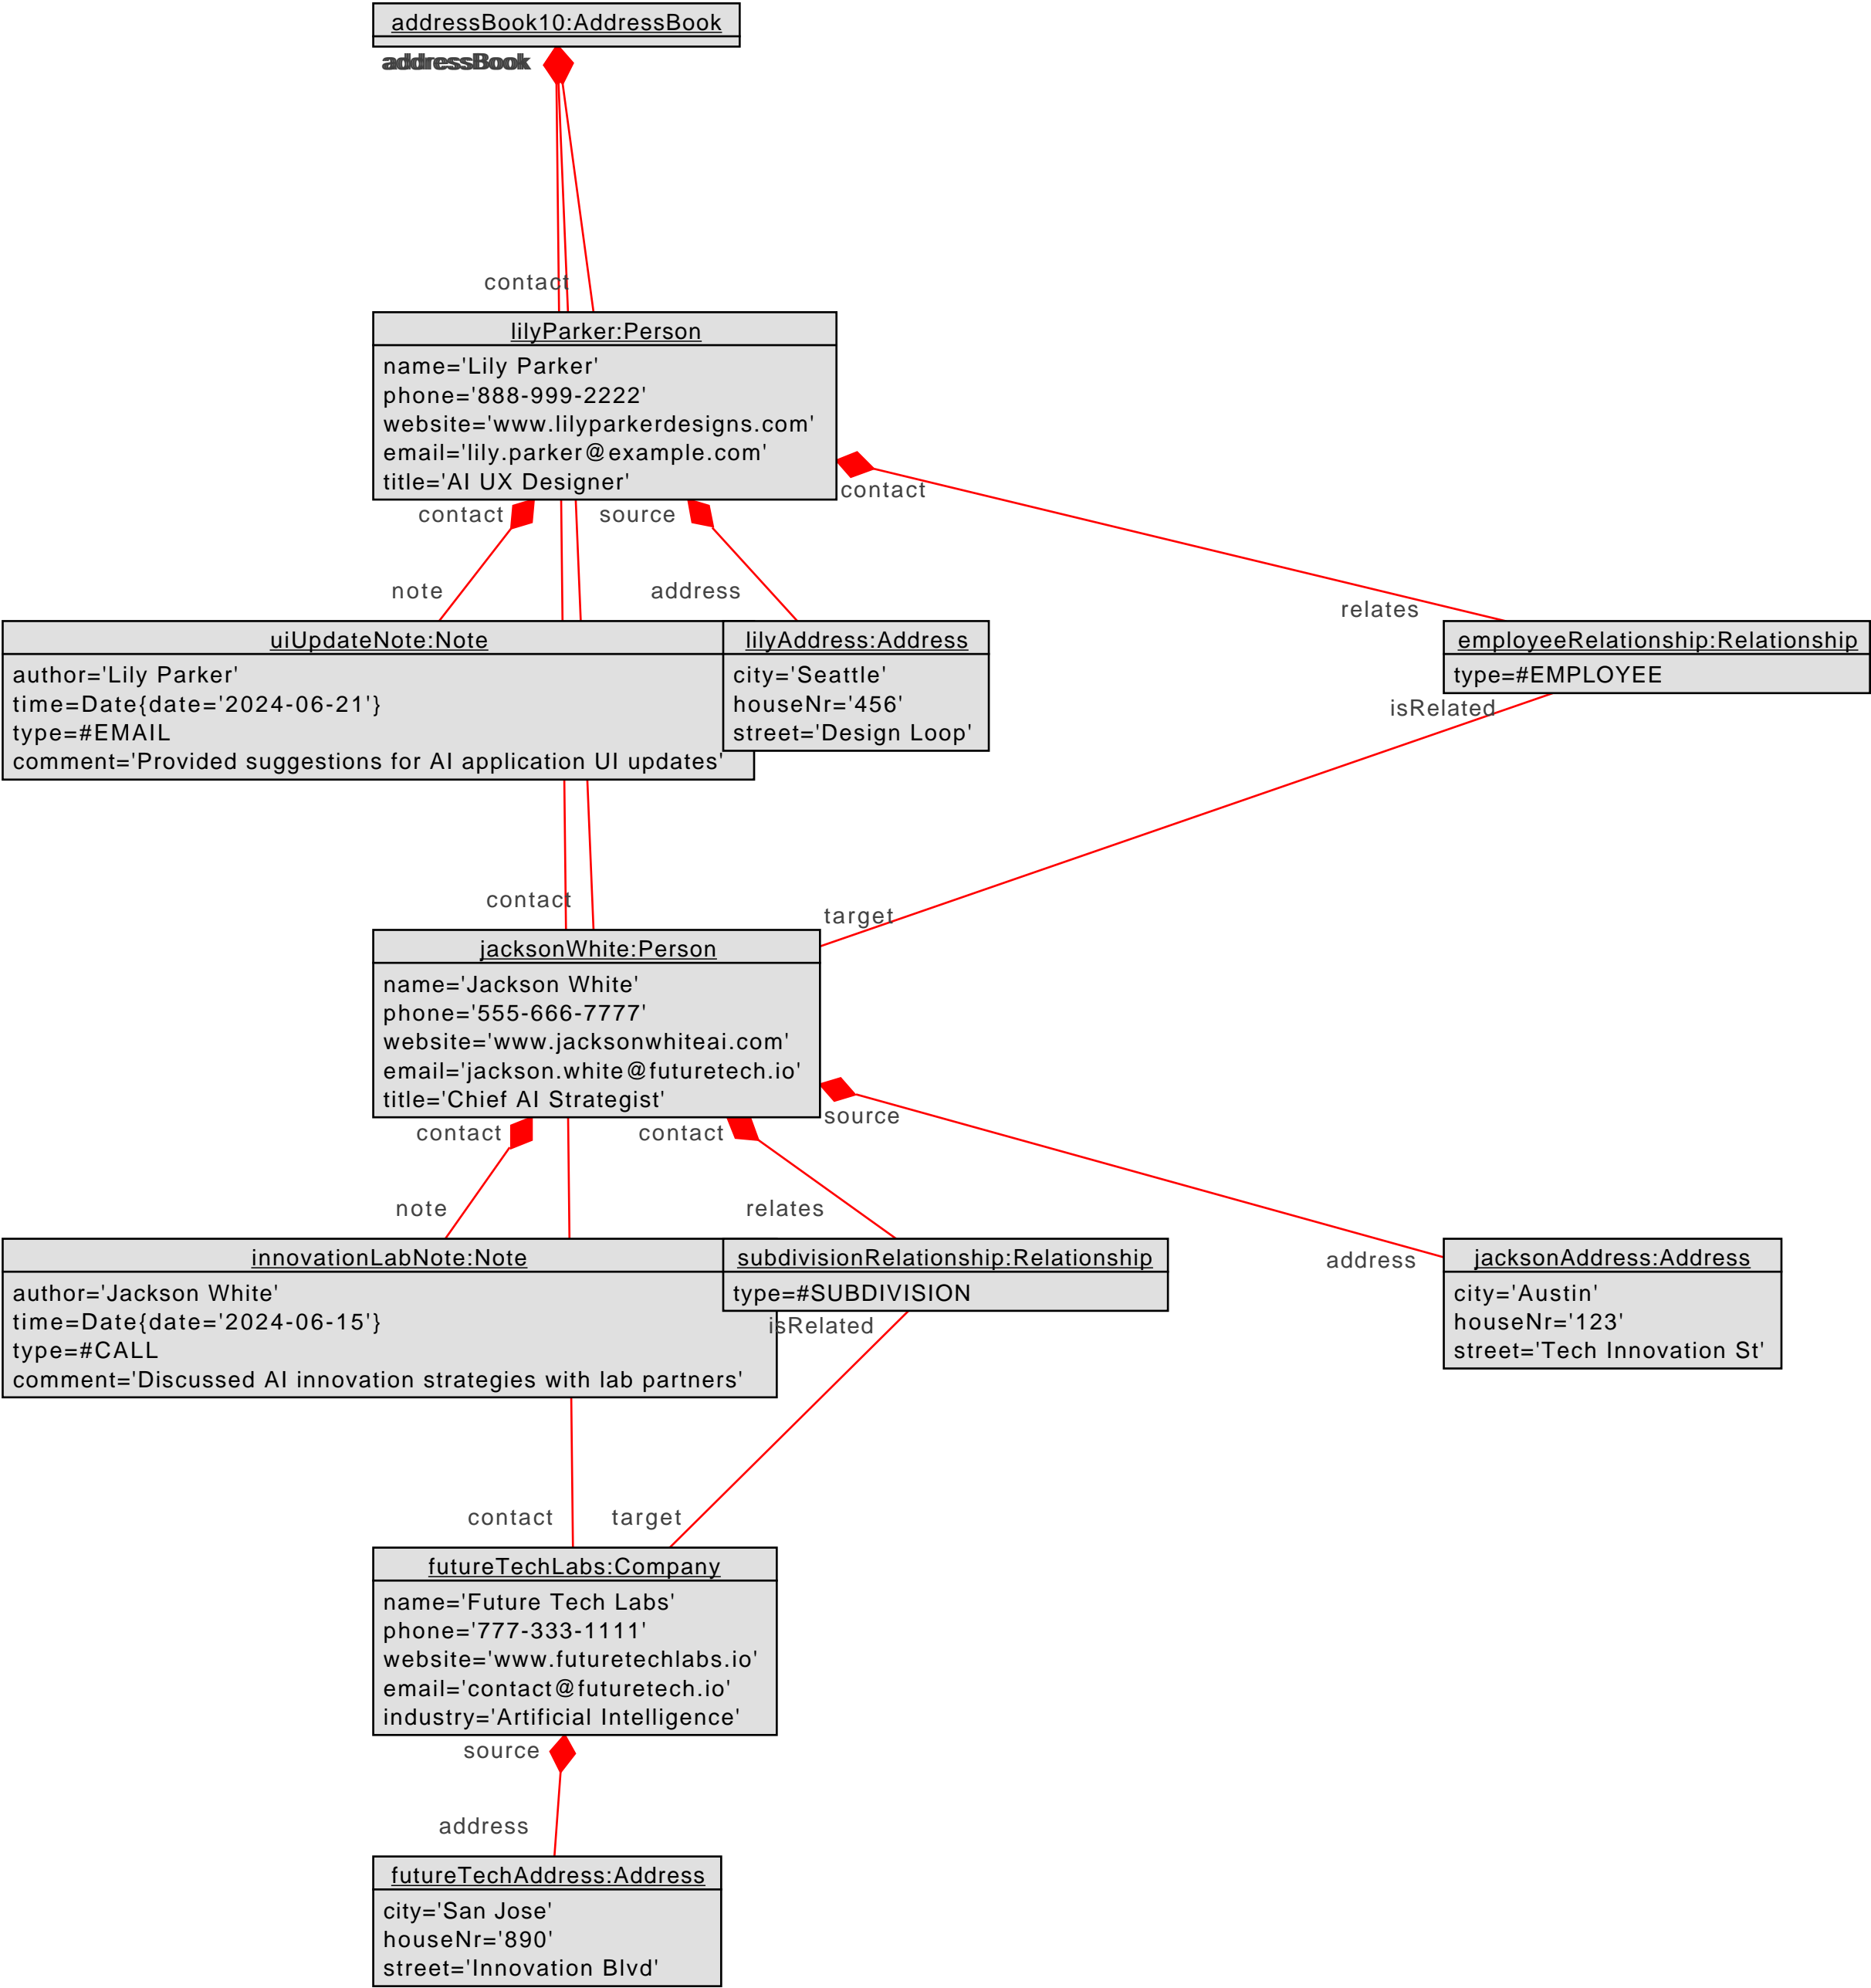 addressBook10:AddressBook
addressBook
contact
lilyParker:Person
name='Lily Parker'
phone='888-999-2222'
website='www.lilyparkerdesigns.com'
email='lily.parker@example.com'
title='AI UX Designer'
contact
contact
source
note
address
relates
uiUpdateNote:Note
author='Lily Parker'
time=Date{date='2024-06-21'}
type=#EMAIL
comment='Provided suggestions for AI application UI updates'
lilyAddress:Address
city='Seattle'
houseNr='456'
street='Design Loop'
employeeRelationship:Relationship
type=#EMPLOYEE
isRelated
contact
target
jacksonWhite:Person
name='Jackson White'
phone='555-666-7777'
website='www.jacksonwhiteai.com'
email='jackson.white@futuretech.io'
title='Chief AI Strategist'
source
contact
contact
note
relates
address
innovationLabNote:Note
author='Jackson White'
time=Date{date='2024-06-15'}
type=#CALL
comment='Discussed AI innovation strategies with lab partners'
subdivisionRelationship:Relationship
type=#SUBDIVISION
isRelated
jacksonAddress:Address
city='Austin'
houseNr='123'
street='Tech Innovation St'
contact
target
futureTechLabs:Company
name='Future Tech Labs'
phone='777-333-1111'
website='www.futuretechlabs.io'
email='contact@futuretech.io'
industry='Artificial Intelligence'
source
address
futureTechAddress:Address
city='San Jose'
houseNr='890'
street='Innovation Blvd'